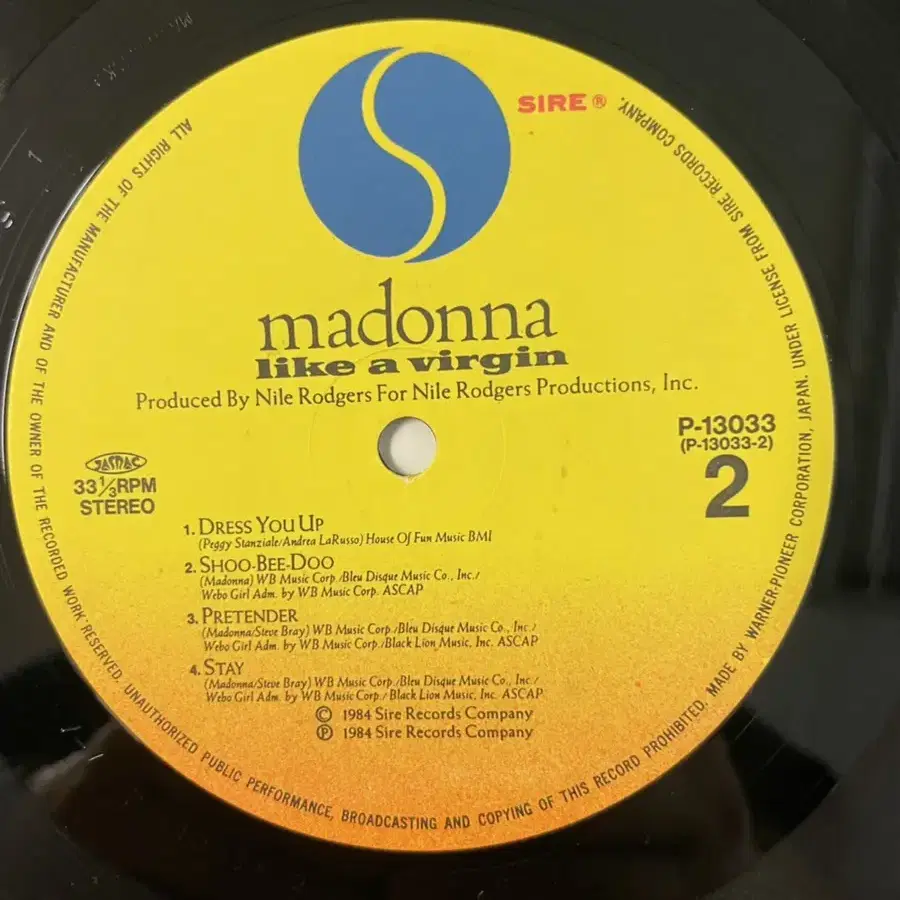 SIRE ®
madonna
like a virgin
Produced By Nile Rodgers For Nile Rodgers Productions, Inc.
P-13033
(P-13033-2)
2
JASRAC
33 1/3 RPM
STEREO
1. DRESS YOU UP
(Peggy Stanziale/Andrea LaRusso) House Of Fun Music BMI
2. SHOO-BEE-DOO
(Madonna) WB Music Corp./Bleu Disque Music Co., Inc./
Webo Girl Adm. by WB Music Corp. ASCAP
3. PRETENDER
(Madonna/Steve Bray) WB Music Corp./Bleu Disque Music Co., Inc./
Webo Girl Adm. by WB Music Corp./Black Lion Music, Inc. ASCAP
4. STAY
(Madonna/Steve Bray) WB Music Corp./Bleu Disque Music Co., Inc./
Webo Girl Adm. by WB Music Corp./Black Lion Music, Inc. ASCAP
© 1984 Sire Records Company
℗ 1984 Sire Records Company
ALL RIGHTS OF THE MANUFACTURER AND OF THE OWNER OF THE RECORDED WORK RESERVED. UNAUTHORIZED PUBLIC PERFORMANCE, BROADCASTING AND COPYING OF THIS RECORD PROHIBITED. MADE BY WARNER-PIONEER CORPORATION, JAPAN. UNDER LICENSE FROM SIRE RECORDS COMPANY.